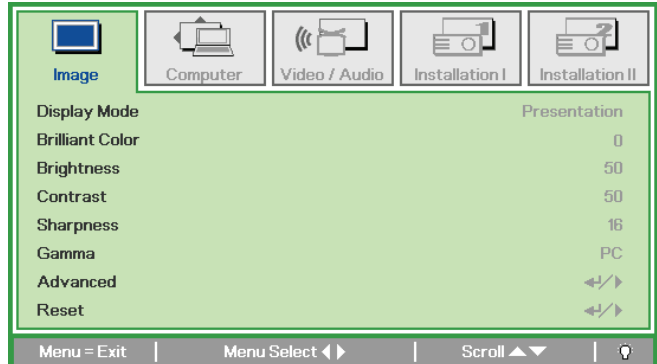 Image Computer Video / Audio Installation I Installation II
Display Mode Presentation
Brilliant Color 0
Brightness 50
Contrast 50
Sharpness 16
Gamma PC
Advanced
Reset
Menu = Exit Menu Select Scroll